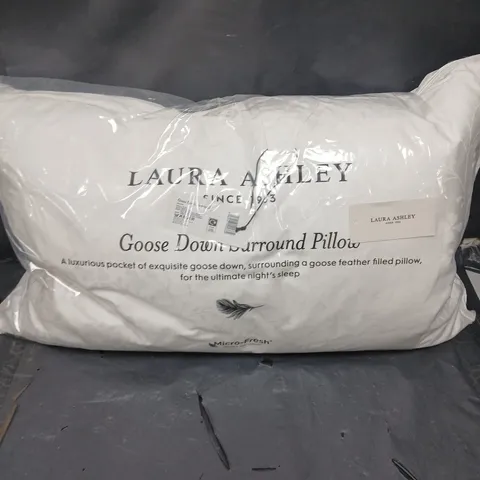 LAURA ASHLEY
SINCE 1953
LAURA ASHLEY
Goose Down Surround Pillow
A luxurious pocket of exquisite goose down, surrounding a goose feather filled pillow,
for the ultimate night's sleep
Micro-Fresh